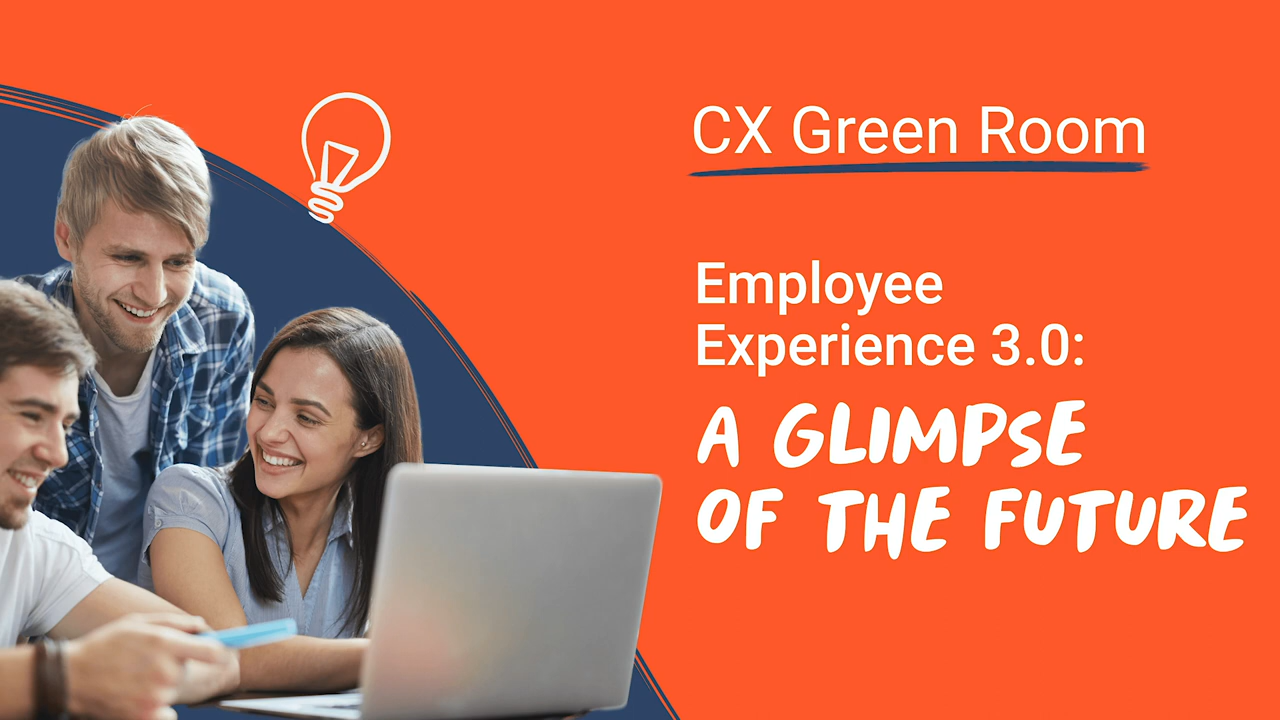 CX Green Room
Employee
Experience 3.0:
A GLIMPSE
OF THE FUTURE